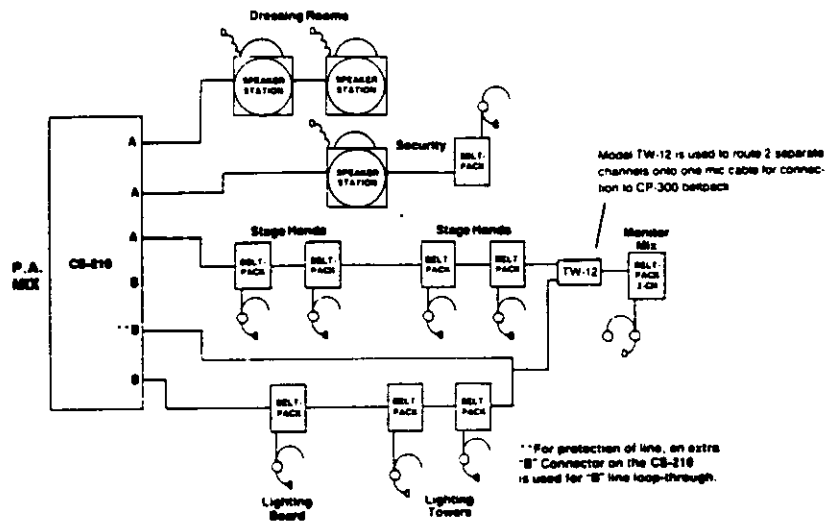 Dressing Rooms
SPEAKER
STATION
SPEAKER
STATION
A
Security
BELT-
PACK
SPEAKER
STATION
A
Model TW-12 is used to route 2 separate
channels onto one mic cable for connec-
tion to CP-300 beltpack
Stage Hands
Stage Hands
Monitor
Mix
A
P.A.
MIX
CS-210
BELT-
PACK
BELT-
PACK
BELT-
PACK
BELT-
PACK
TW-12
BELT-
PACK
2-CH
B
**B
B
BELT-
PACK
BELT-
PACK
BELT-
PACK
**For protection of line, an extra
"B" Connector on the CS-210
is used for "B" line loop-through.
Lighting
Board
Lighting
Towers